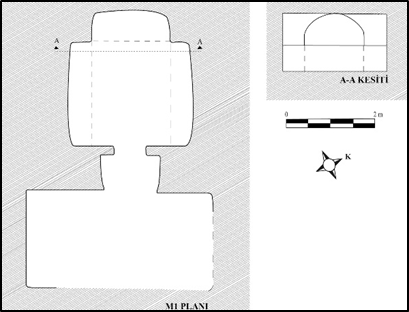 A A
A-A KESİTİ
0 2 m
K
M1 PLANI